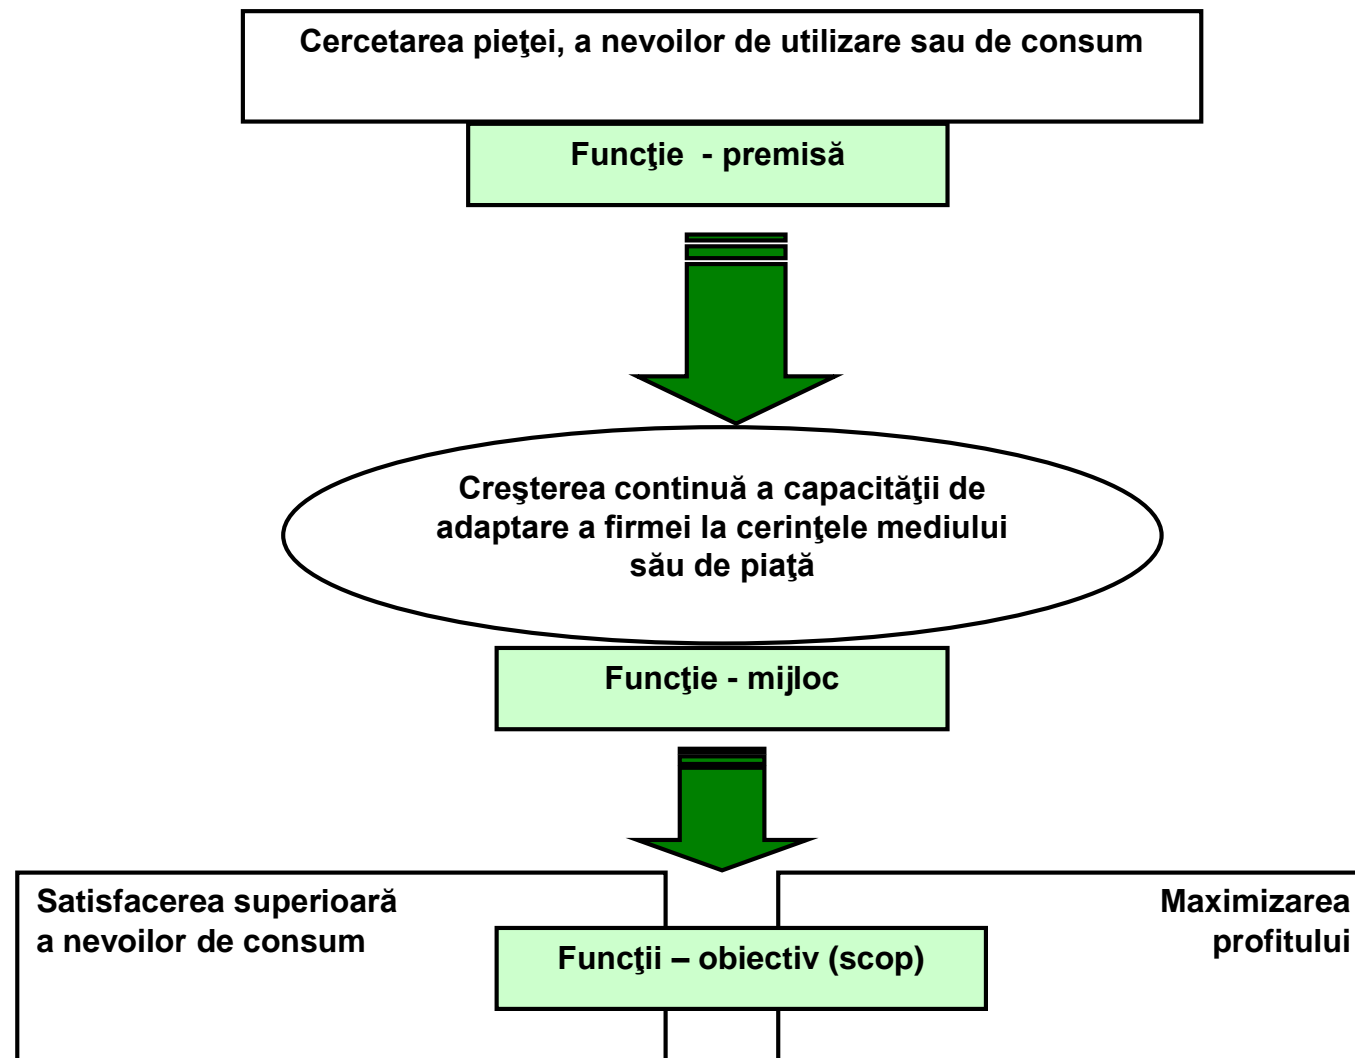 Cercetarea pieţei, a nevoilor de utilizare sau de consum
Funcţie - premisă
Creşterea continuă a capacităţii de
adaptare a firmei la cerinţele mediului
său de piaţă
Funcţie - mijloc
Satisfacerea superioară
a nevoilor de consum
Maximizarea
profitului
Funcţii – obiectiv (scop)